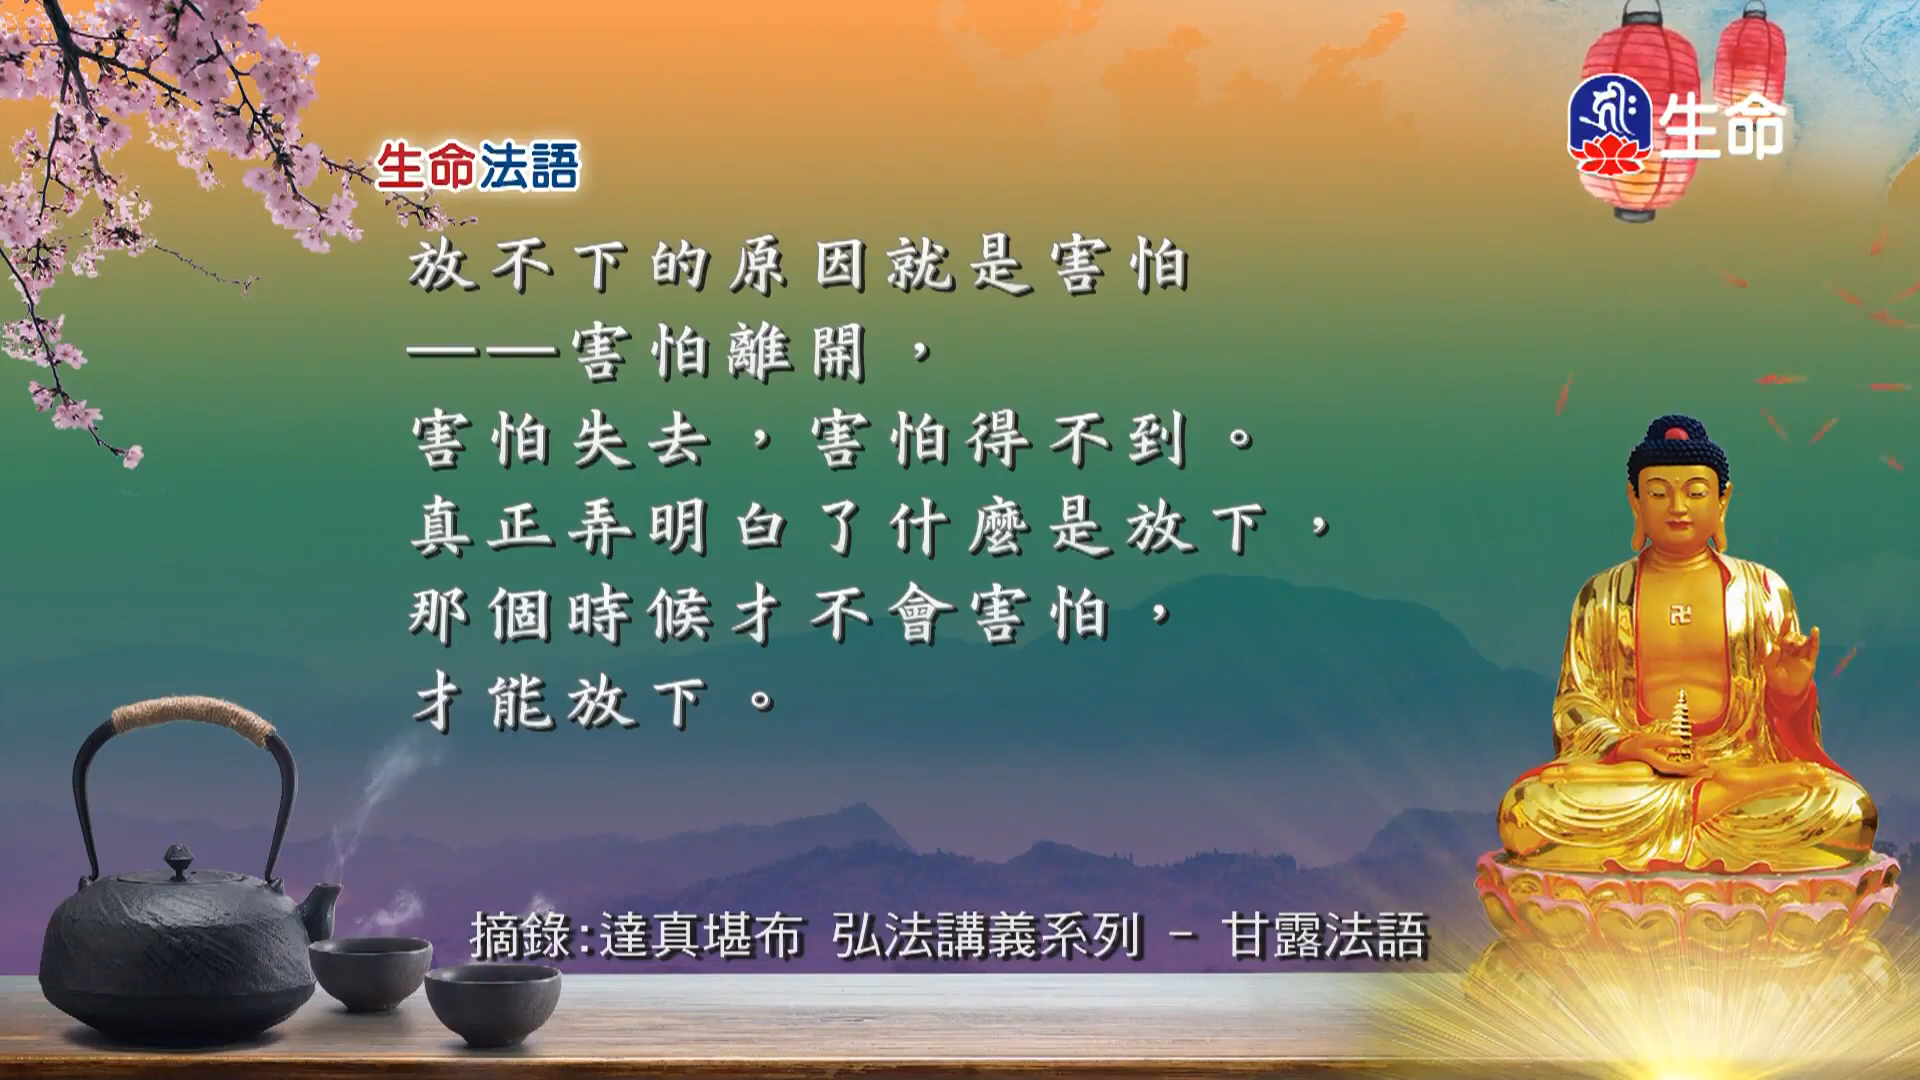 生命
生命法語
放不下的原因就是害怕
——害怕離開，
害怕失去，害怕得不到。
真正弄明白了什麼是放下，
那個時候才不會害怕，
才能放下。
摘錄:達真堪布 弘法講義系列 - 甘露法語